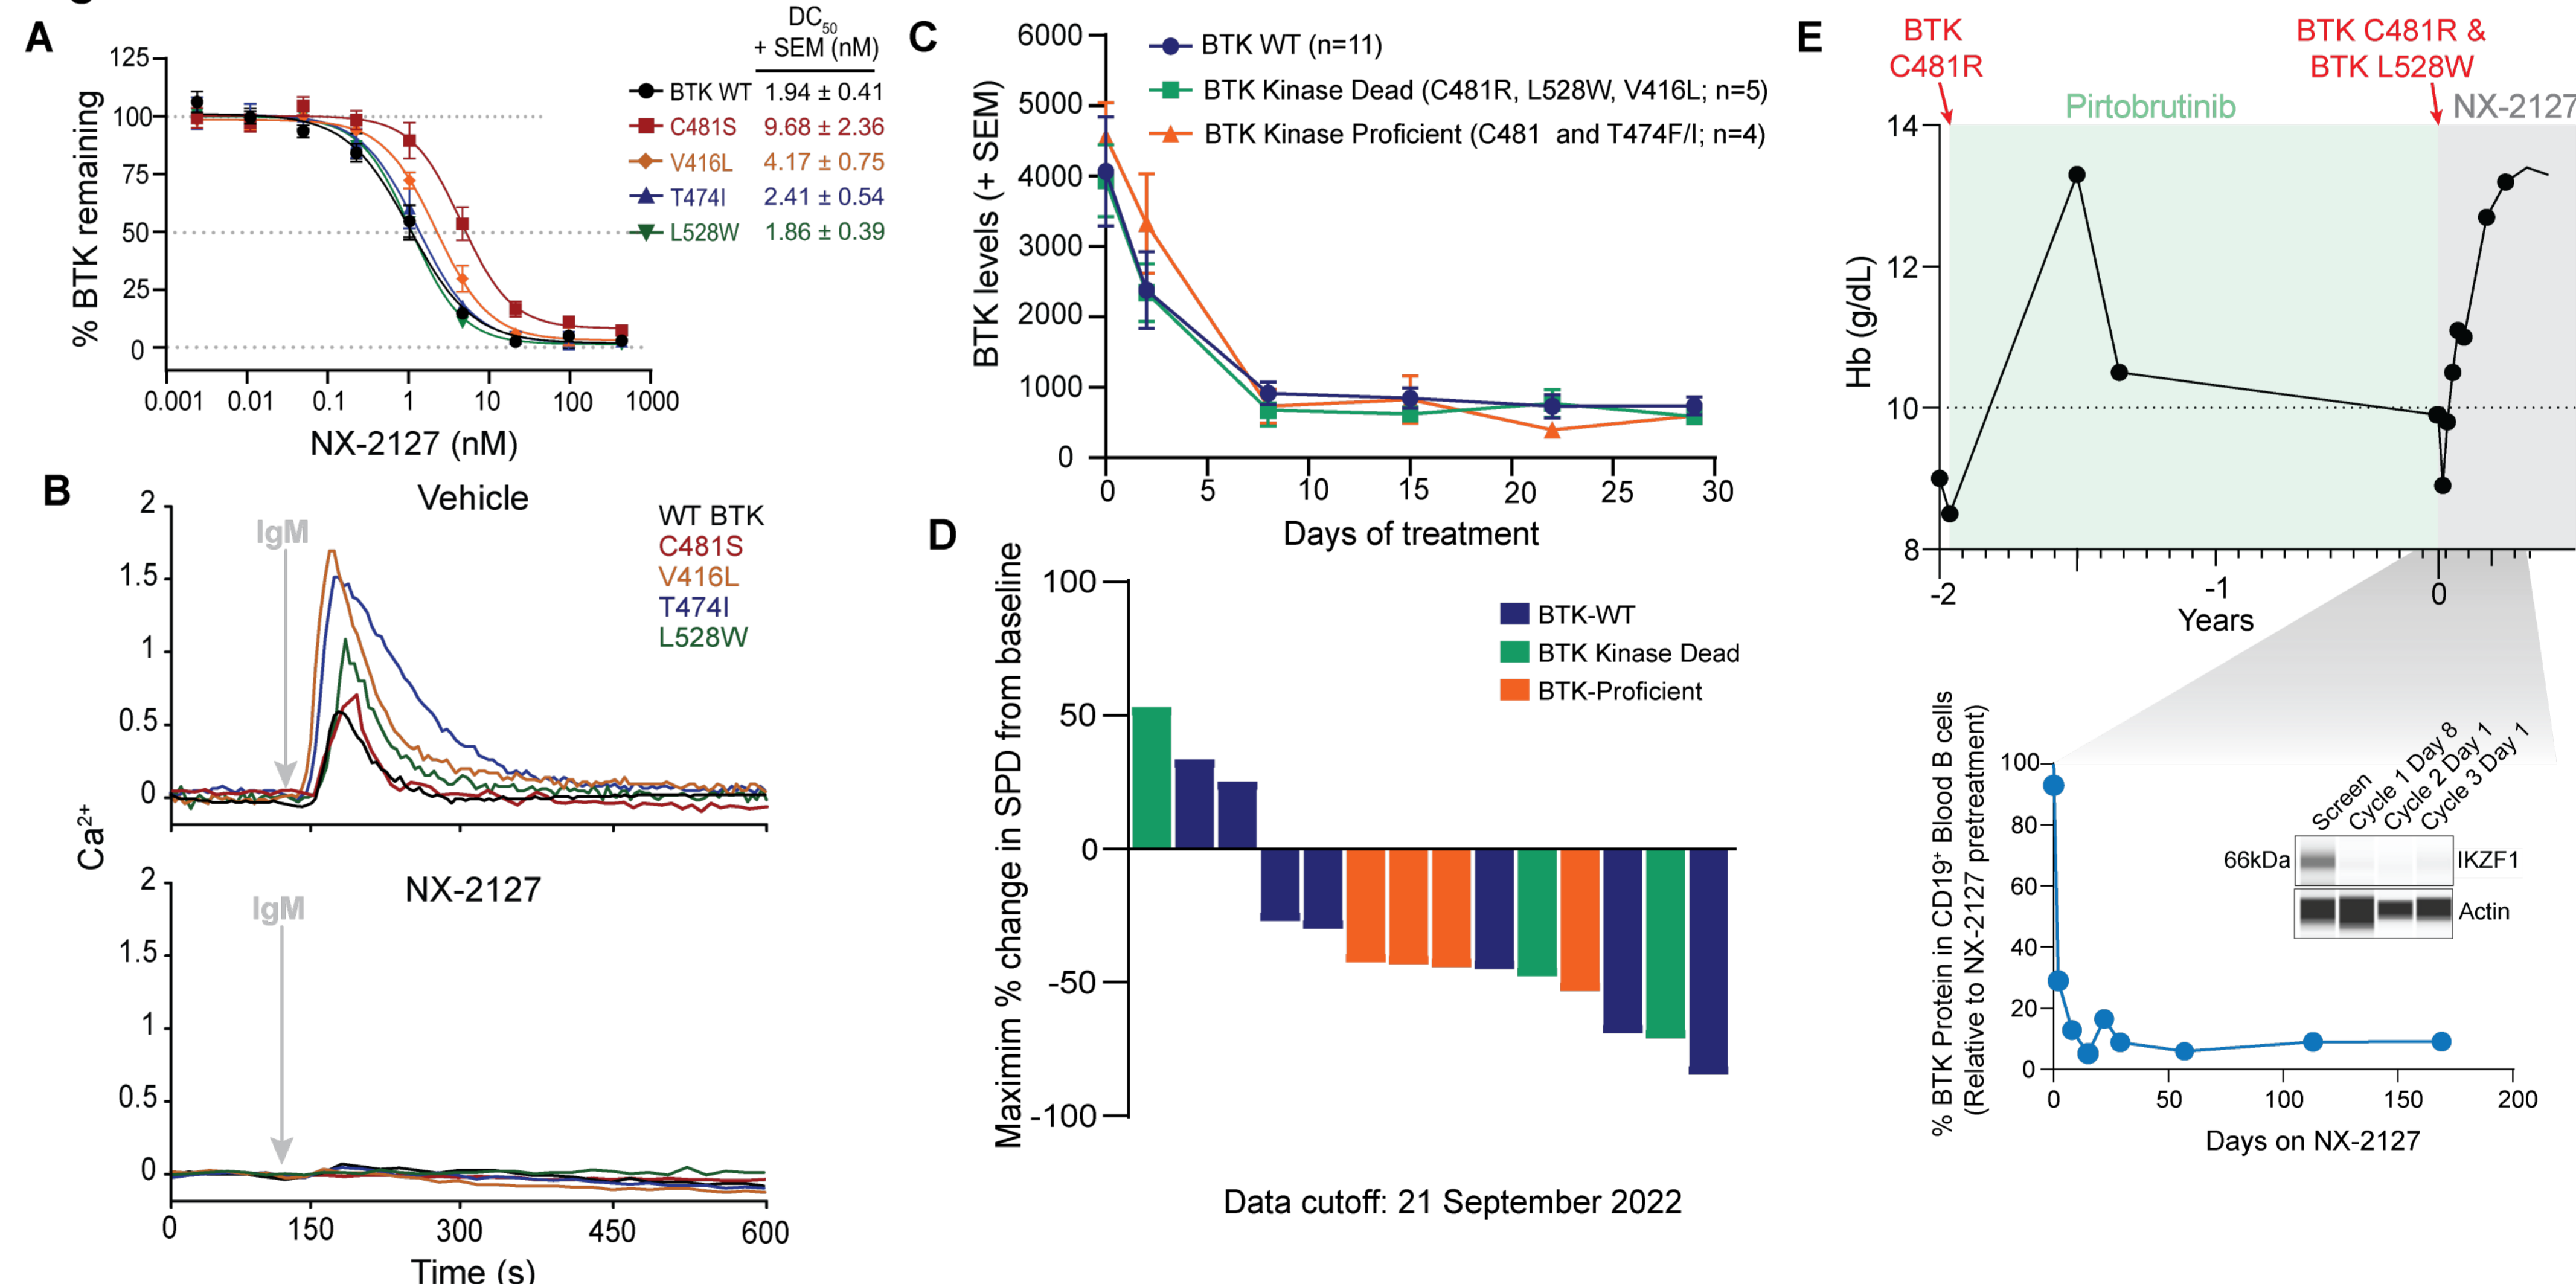 A
DC50
+ SEM (nM)
BTK WT 1.94 ± 0.41
C481S 9.68 ± 2.36
V416L 4.17 ± 0.75
T474I 2.41 ± 0.54
L528W 1.86 ± 0.39
% BTK remaining
125
100
75
50
25
0
0.001 0.01 0.1 1 10 100 1000
NX-2127 (nM)
B
Vehicle
IgM
WT BTK
C481S
V416L
T474I
L528W
2
1.5
1
0.5
0
Ca2+
NX-2127
IgM
2
1.5
1
0.5
0
0 150 300 450 600
Time (s)
C
BTK levels (+ SEM)
6000
5000
4000
3000
2000
1000
0
BTK WT (n=11)
BTK Kinase Dead (C481R, L528W, V416L; n=5)
BTK Kinase Proficient (C481 and T474F/I; n=4)
0 5 10 15 20 25 30
Days of treatment
D
Maximim % change in SPD from baseline
100
50
0
-50
-100
BTK-WT
BTK Kinase Dead
BTK-Proficient
Data cutoff: 21 September 2022
E
BTK
C481R
BTK C481R &
BTK L528W
Pirtobrutinib
NX-2127
Hb (g/dL)
14
12
10
8
-2 -1 0
Years
% BTK Protein in CD19+ Blood B cells
(Relative to NX-2127 pretreatment)
100
80
60
40
20
0
Screen
Cycle 1 Day 8
Cycle 2 Day 1
Cycle 3 Day 1
66kDa
IKZF1
Actin
0 50 100 150 200
Days on NX-2127